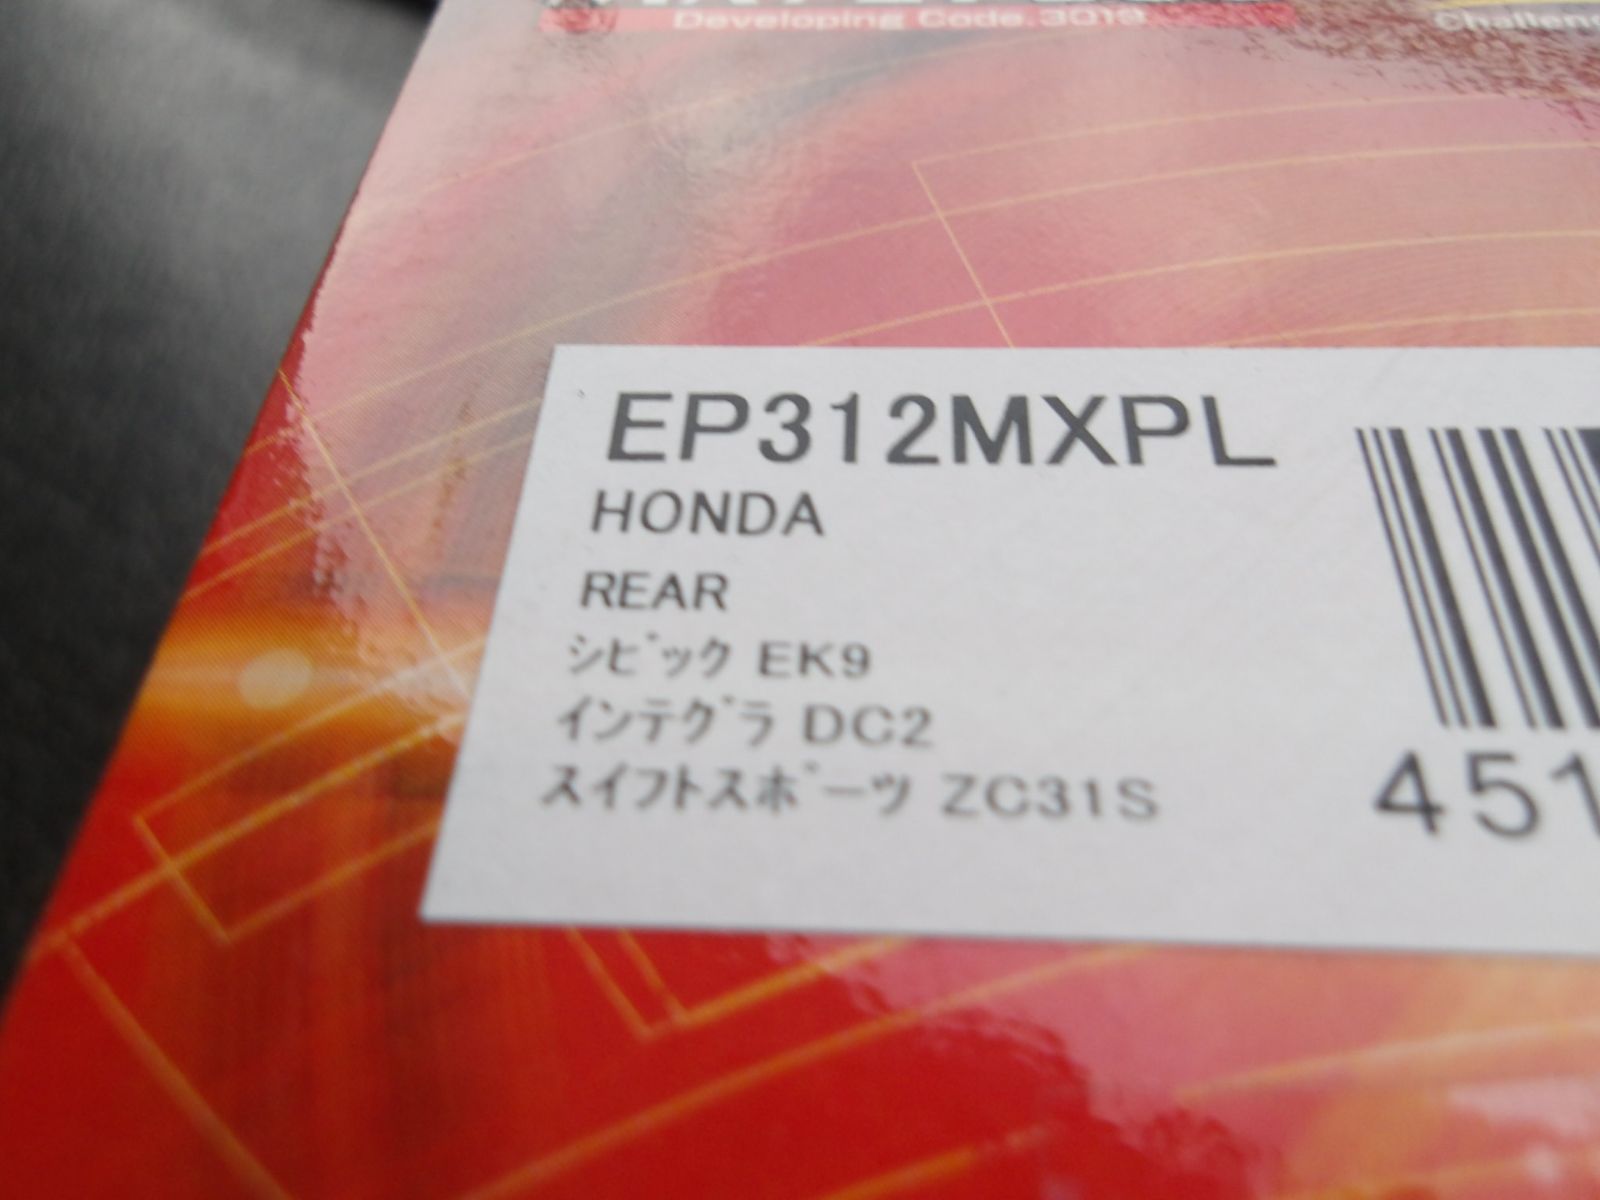 Developing Code.3019
EP312MXPL
HONDA
REAR
ｼﾋﾞｯｸ EK9
ｲﾝﾃｸﾞﾗ DC2
ｽｲﾌﾄｽﾎﾟｰﾂ ZC31S
451